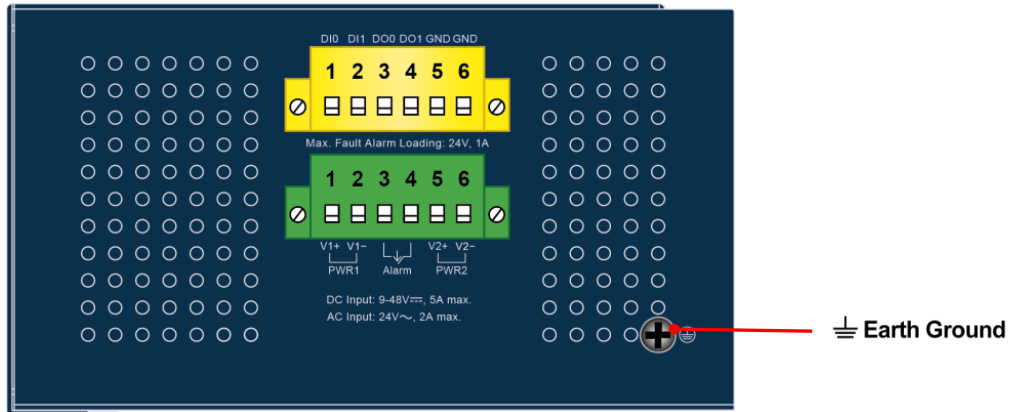 DI0 DI1 DO0 DO1 GND GND
1 2 3 4 5 6
Max. Fault Alarm Loading: 24V, 1A
1 2 3 4 5 6
V1+ V1− V2+ V2−
PWR1 Alarm PWR2
DC Input: 9-48V⎓, 5A max.
AC Input: 24V∼, 2A max.
Earth Ground